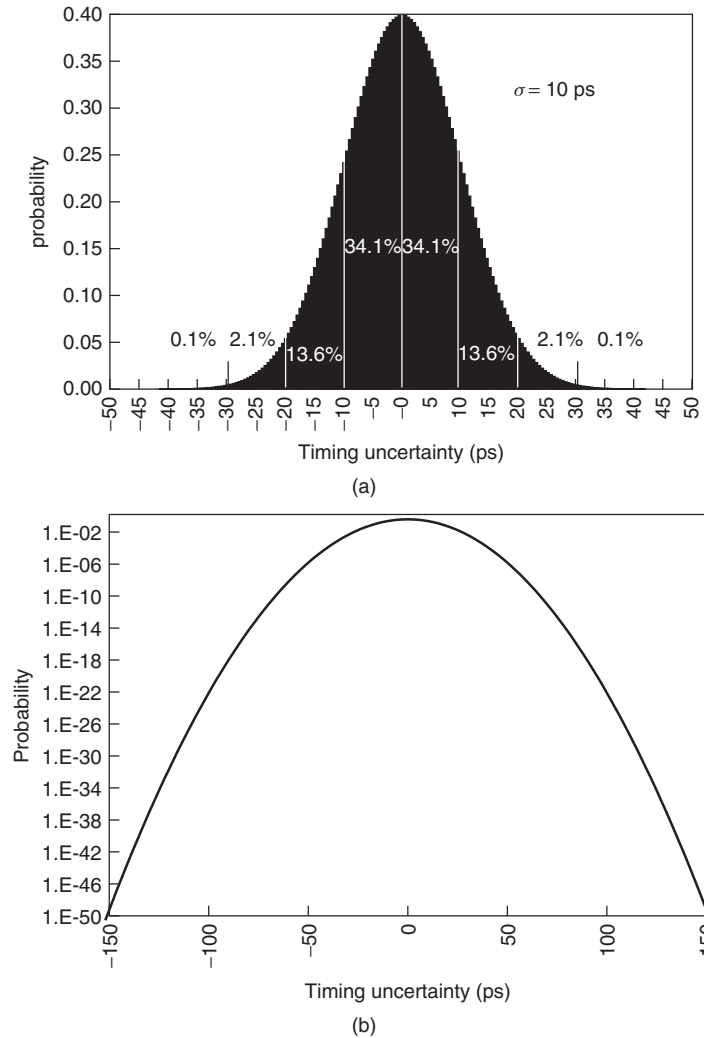 0.40
0.35
0.30
0.25
0.20
0.15
0.10
0.05
0.00
probability
σ = 10 ps
34.1% 34.1%
0.1% 2.1% 13.6% 13.6% 2.1% 0.1%
−50 −45 −40 −35 −30 −25 −20 −15 −10 −5 −0 5 10 15 20 25 30 35 40 45 50
Timing uncertainty (ps)
(a)
1.E-02
1.E-06
1.E-10
1.E-14
1.E-18
1.E-22
1.E-26
1.E-30
1.E-34
1.E-38
1.E-42
1.E-46
1.E-50
Probability
−150 −100 −50 0 50 100 150
Timing uncertainty (ps)
(b)